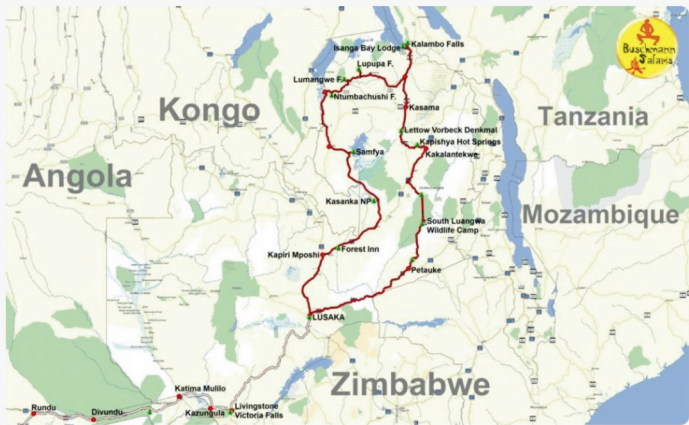 Isanga Bay Lodge
Kalambo Falls
Buschmann
Safaris
Lupupa F.
Lumangwe F.
Ntumbachushi F.
Kongo
Kasama
Tanzania
Lettow Vorbeck Denkmal
Kapishya Hot Springs
Kakalantekwe
Samfya
Angola
Kasanka NP
Mozambique
South Luangwa
Wildlife Camp
Forest Inn
Kapiri Mposhi
Petauke
LUSAKA
Zimbabwe
Katima Mulilo
Rundu
Divundu
Kazungula
Livingstone
Victoria Falls